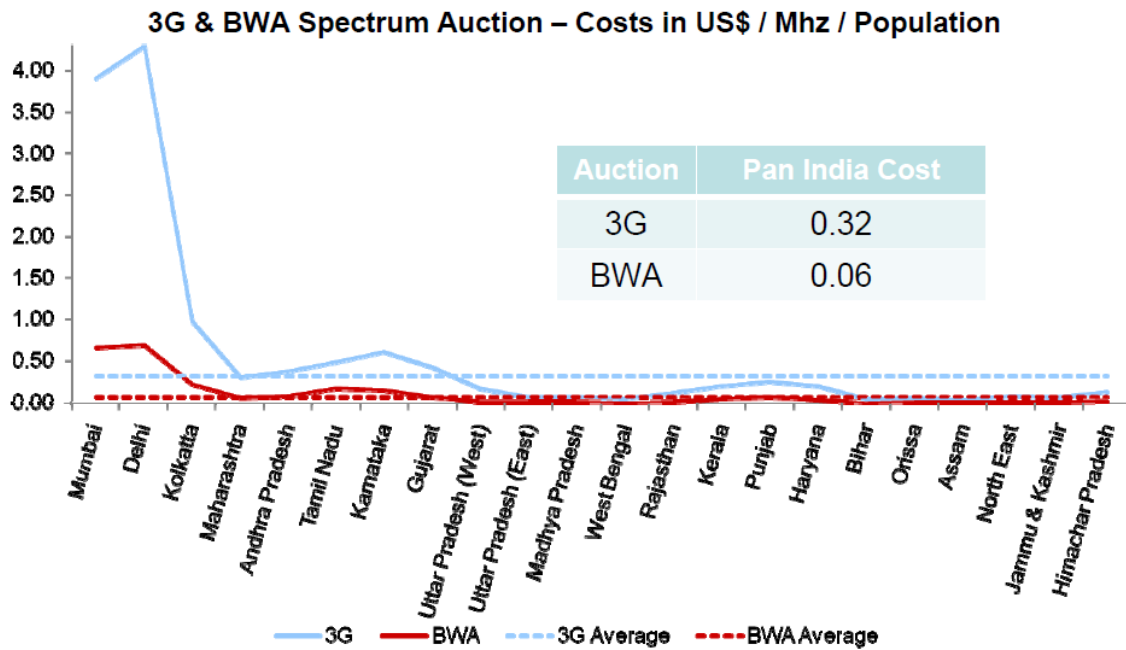 3G & BWA Spectrum Auction – Costs in US$ / Mhz / Population
4.00
3.50
3.00
2.50
2.00
1.50
1.00
0.50
0.00
Auction Pan India Cost
3G 0.32
BWA 0.06
Mumbai
Delhi
Kolkatta
Maharashtra
Andhra Pradesh
Tamil Nadu
Karnataka
Gujarat
Uttar Pradesh (West)
Uttar Pradesh (East)
Madhya Pradesh
West Bengal
Rajasthan
Kerala
Punjab
Haryana
Bihar
Orissa
Assam
North East
Jammu & Kashmir
Himachar Pradesh
3G BWA 3G Average BWA Average